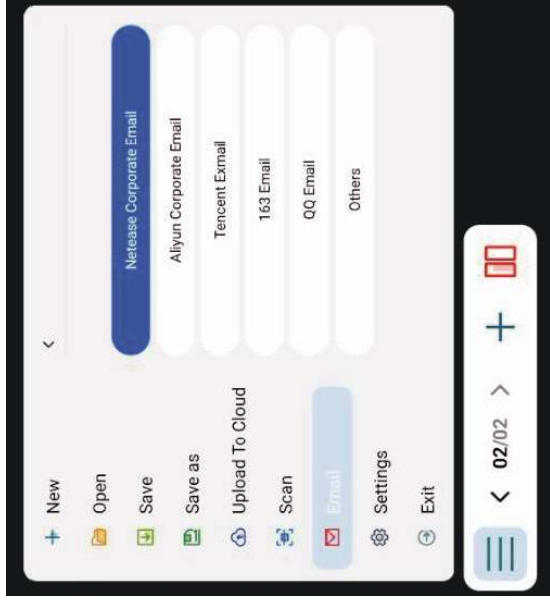 New
Open
Save
Save as
Upload To Cloud
Scan
Email
Settings
Exit
Netease Corporate Email
Aliyun Corporate Email
Tencent Exmail
163 Email
QQ Email
Others
02/02